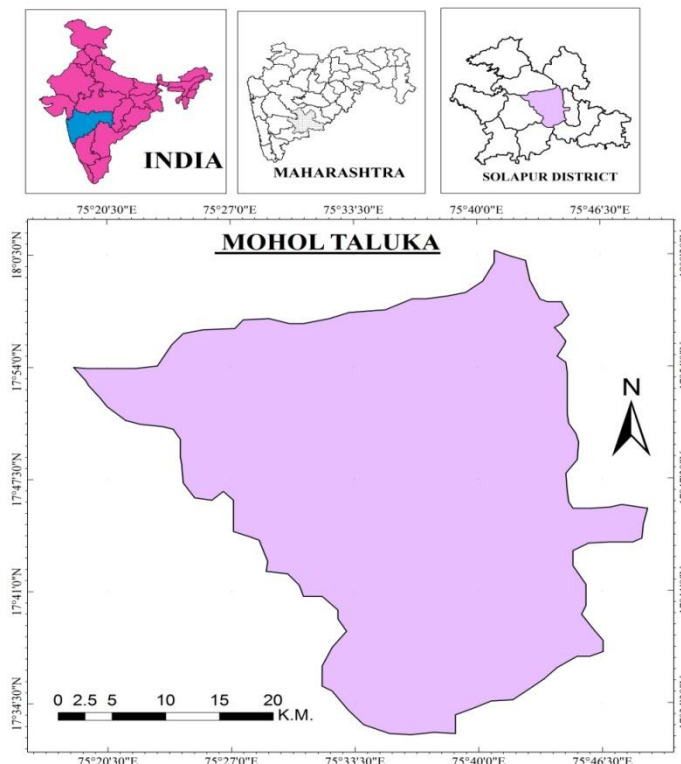 INDIA
MAHARASHTRA
SOLAPUR DISTRICT
75°20'30"E 75°27'0"E 75°33'30"E 75°40'0"E 75°46'30"E
MOHOL TALUKA
18°0'30"N
17°54'0"N
N
17°47'30"N
17°41'0"N
17°34'30"N
0 2.5 5 10 15 20
K.M.
75°20'30"E 75°27'0"E 75°33'30"E 75°40'0"E 75°46'30"E